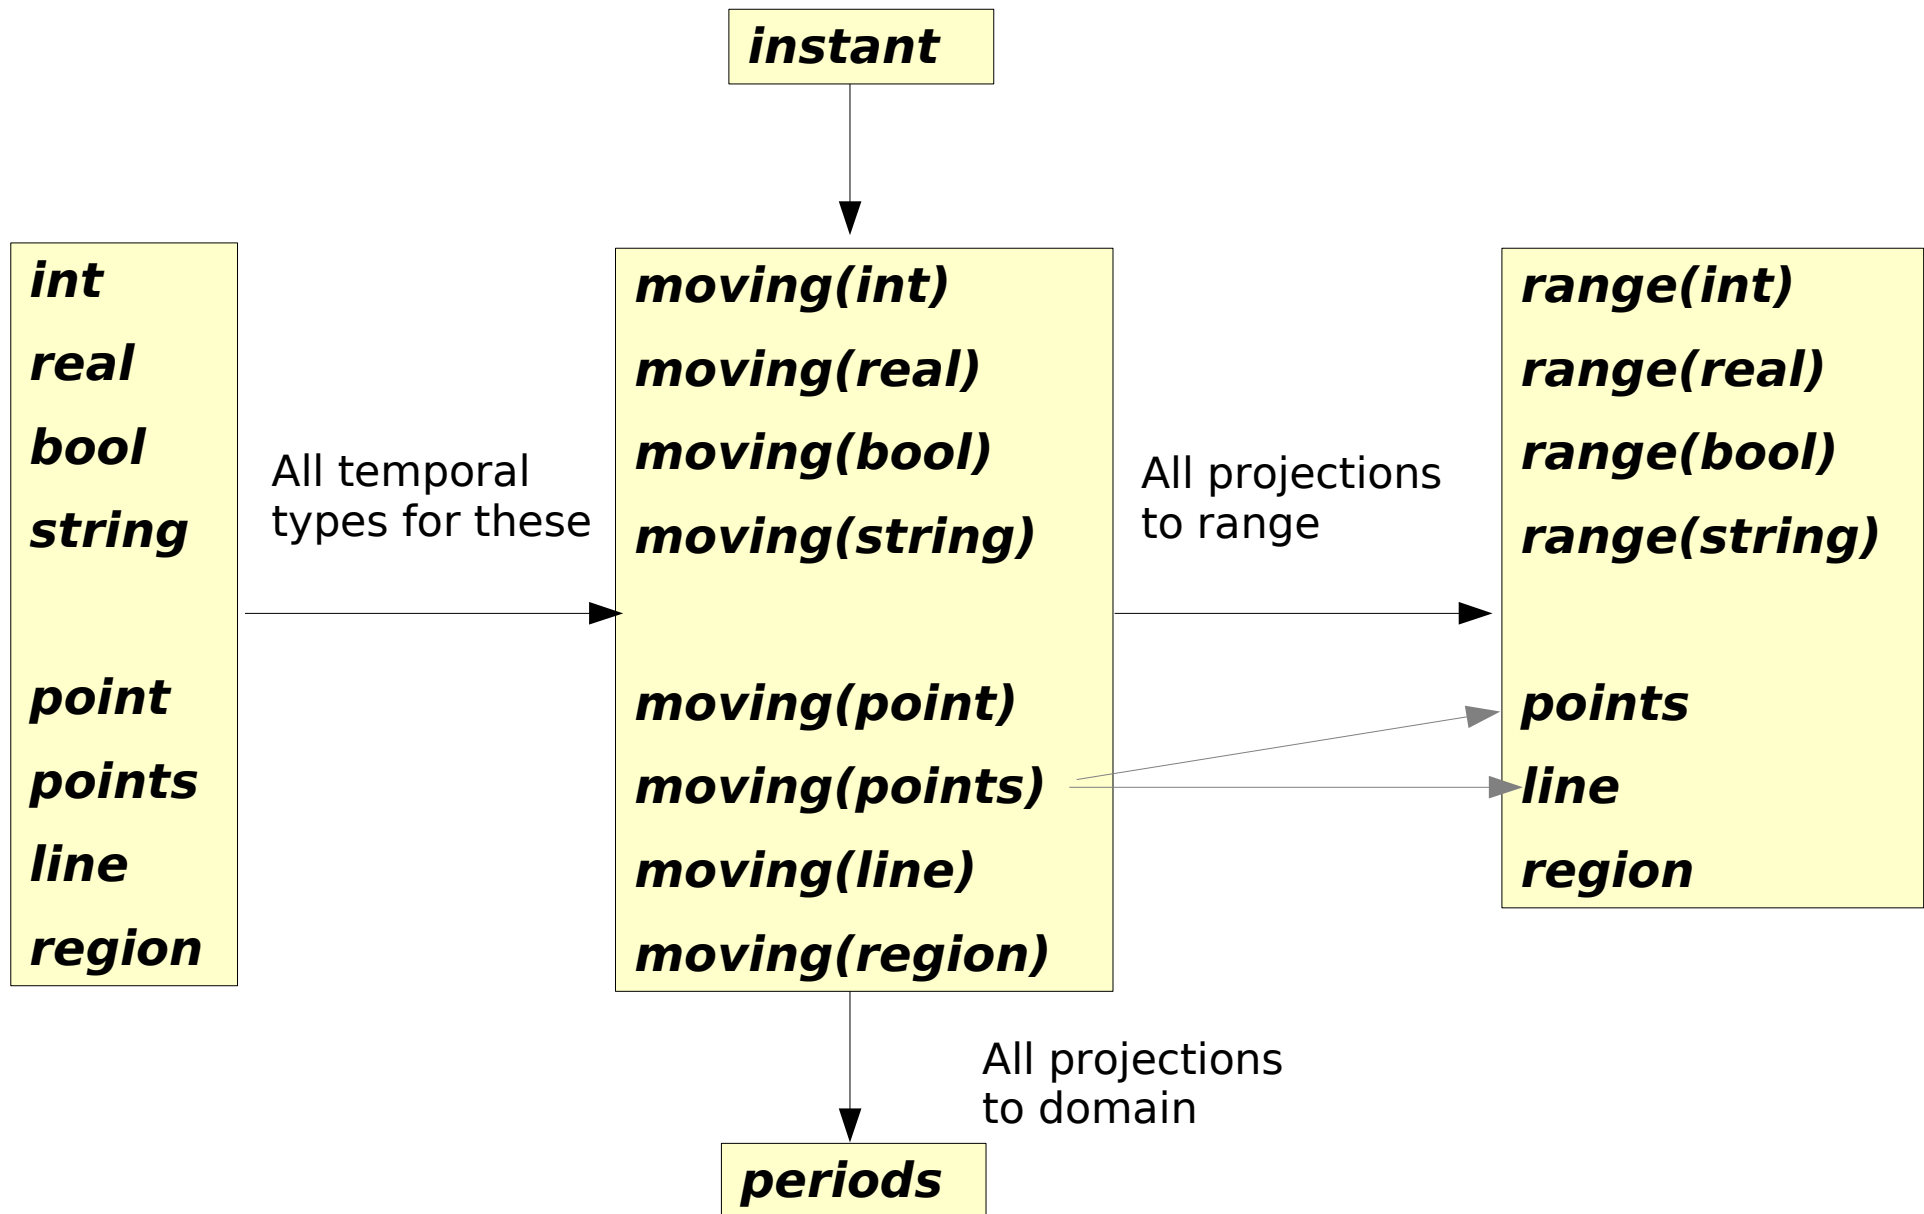 instant
int
real
bool
string
point
points
line
region
All temporal
types for these
moving(int)
moving(real)
moving(bool)
moving(string)
moving(point)
moving(points)
moving(line)
moving(region)
All projections
to range
range(int)
range(real)
range(bool)
range(string)
points
line
region
All projections
to domain
periods